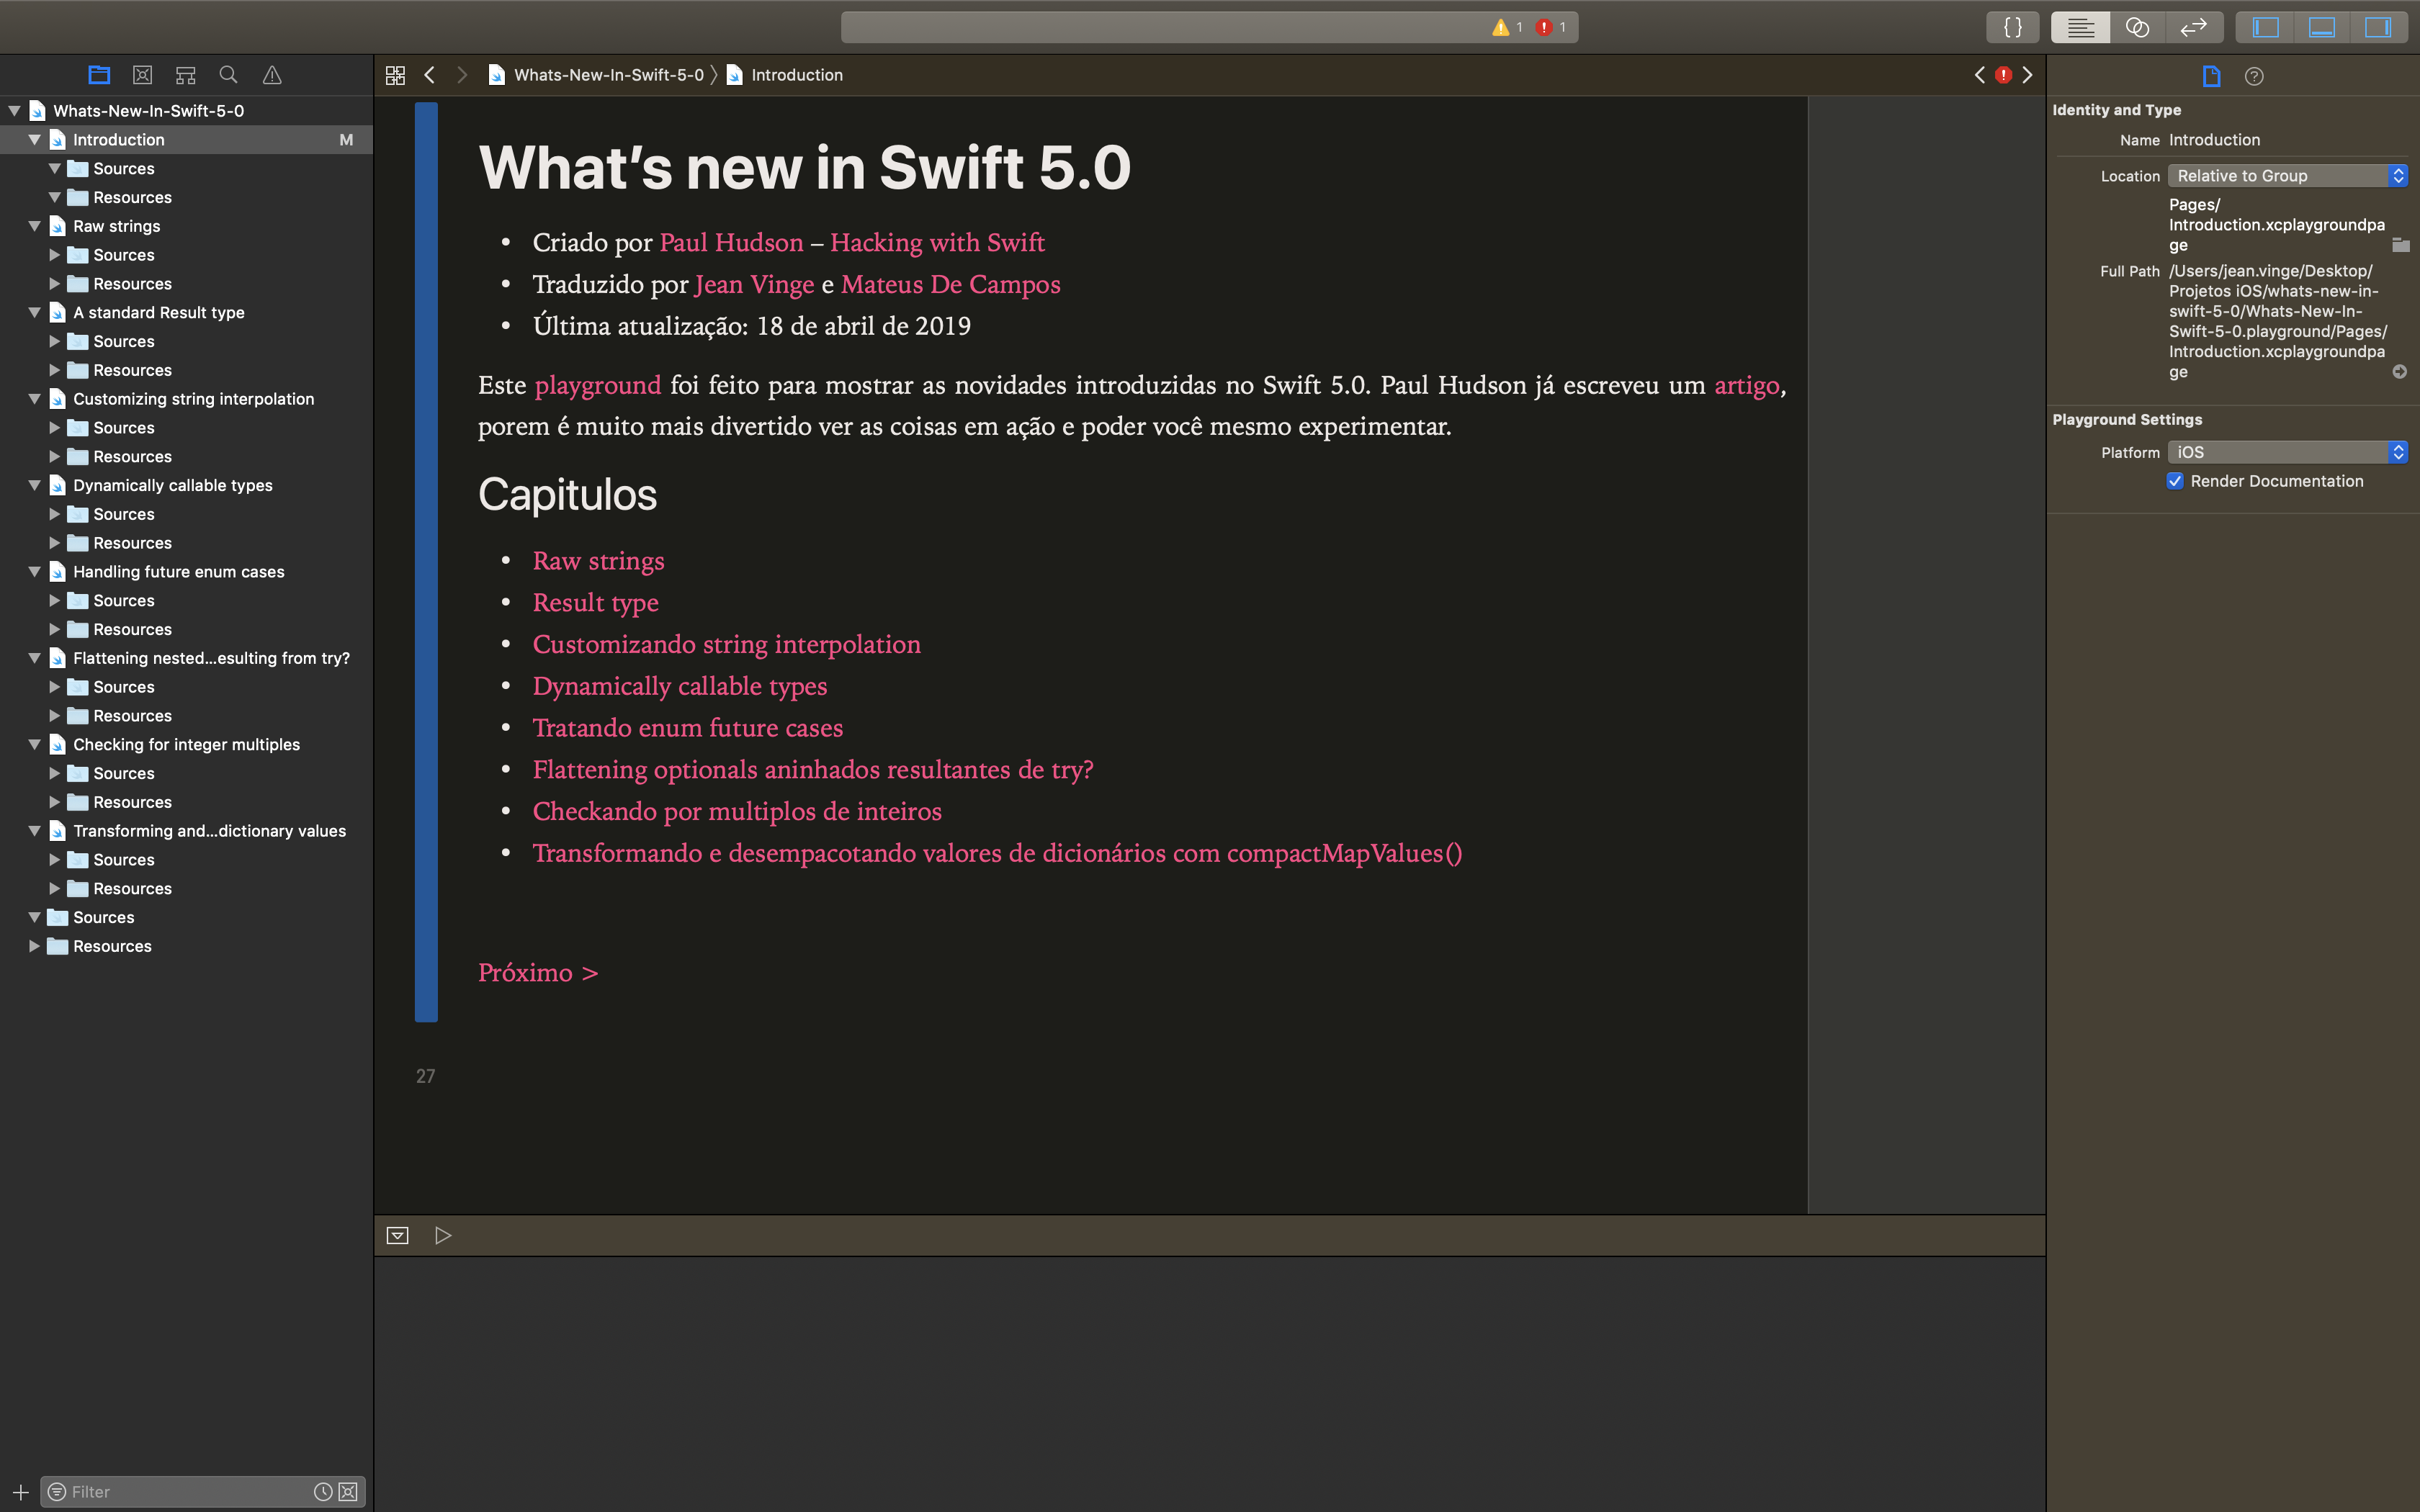 1 1 {}
Whats-New-In-Swift-5-0 Introduction
Whats-New-In-Swift-5-0
Introduction M
Sources
Resources
Raw strings
Sources
Resources
A standard Result type
Sources
Resources
Customizing string interpolation
Sources
Resources
Dynamically callable types
Sources
Resources
Handling future enum cases
Sources
Resources
Flattening nested...esulting from try?
Sources
Resources
Checking for integer multiples
Sources
Resources
Transforming and...dictionary values
Sources
Resources
Sources
Resources
Filter
What's new in Swift 5.0
• Criado por Paul Hudson – Hacking with Swift
• Traduzido por Jean Vinge e Mateus De Campos
• Última atualização: 18 de abril de 2019
Este playground foi feito para mostrar as novidades introduzidas no Swift 5.0. Paul Hudson já escreveu um artigo,
porem é muito mais divertido ver as coisas em ação e poder você mesmo experimentar.
Capitulos
• Raw strings
• Result type
• Customizando string interpolation
• Dynamically callable types
• Tratando enum future cases
• Flattening optionals aninhados resultantes de try?
• Checkando por multiplos de inteiros
• Transformando e desempacotando valores de dicionários com compactMapValues()
Próximo >
27
Identity and Type
Name Introduction
Location Relative to Group
Pages/
Introduction.xcplaygroundpa
ge
Full Path /Users/jean.vinge/Desktop/
Projetos iOS/whats-new-in-
swift-5-0/Whats-New-In-
Swift-5-0.playground/Pages/
Introduction.xcplaygroundpa
ge
Playground Settings
Platform iOS
Render Documentation